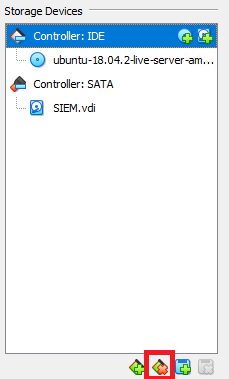 Storage Devices
Controller: IDE
ubuntu-18.04.2-live-server-am...
Controller: SATA
SIEM.vdi